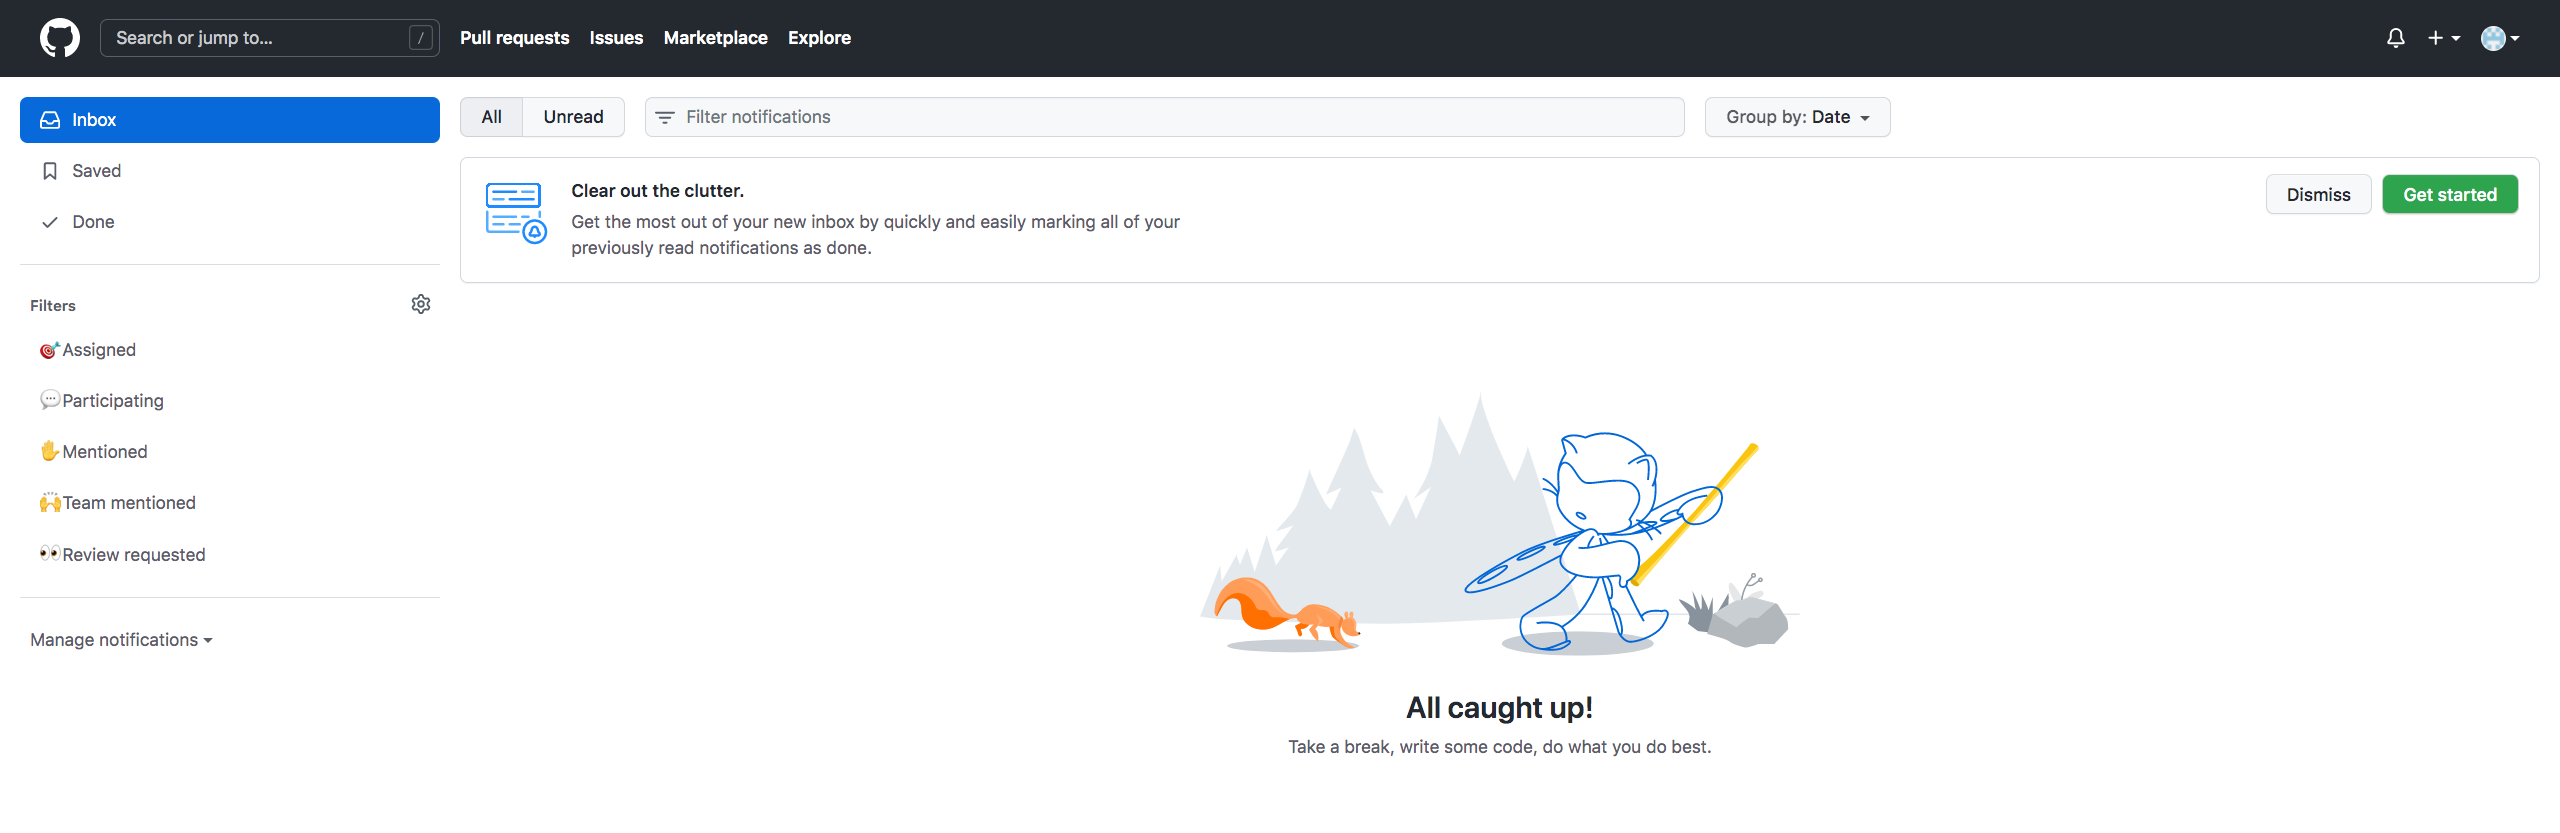 Search or jump to... /
Pull requests Issues Marketplace Explore
Inbox
Saved
Done
Filters
Assigned
Participating
Mentioned
Team mentioned
Review requested
Manage notifications
All Unread
Filter notifications
Group by: Date
Clear out the clutter.
Get the most out of your new inbox by quickly and easily marking all of your
previously read notifications as done.
Dismiss
Get started
All caught up!
Take a break, write some code, do what you do best.